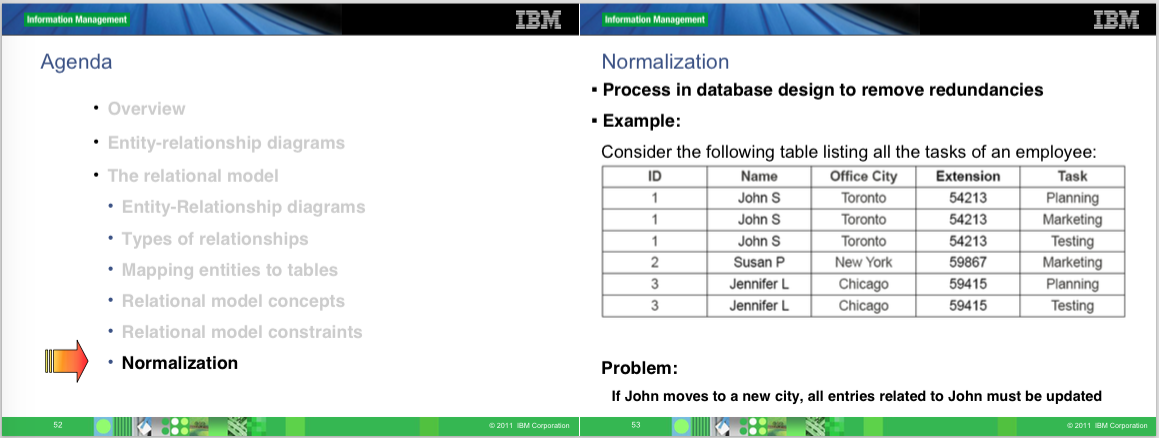 Information Management
IBM
Agenda
• Overview
• Entity-relationship diagrams
• The relational model
• Entity-Relationship diagrams
• Types of relationships
• Mapping entities to tables
• Relational model concepts
• Relational model constraints
• Normalization
52
© 2011 IBM Corporation
Information Management
IBM
Normalization
▪ Process in database design to remove redundancies
▪ Example:
Consider the following table listing all the tasks of an employee:
ID Name Office City Extension Task
1 John S Toronto 54213 Planning
1 John S Toronto 54213 Marketing
1 John S Toronto 54213 Testing
2 Susan P New York 59867 Marketing
3 Jennifer L Chicago 59415 Planning
3 Jennifer L Chicago 59415 Testing
Problem:
If John moves to a new city, all entries related to John must be updated
53
© 2011 IBM Corporation